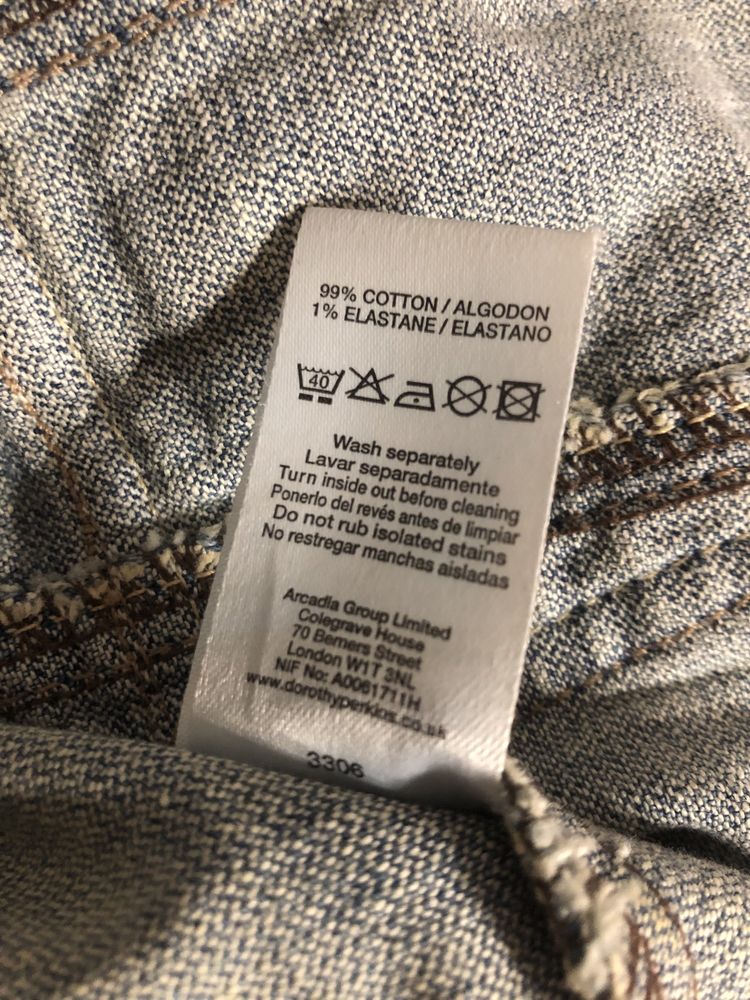 99% COTTON / ALGODON
1% ELASTANE / ELASTANO
40
Wash separately
Lavar separadamente
Turn inside out before cleaning
Ponerlo del revés antes de limpiar
Do not rub isolated stains
No restregar manchas aisladas
Arcadia Group Limited
Colegrave House
70 Berners Street
London W1T 3NL
NIF No: A0061711H
www.dorothyperkins.co.uk
3306